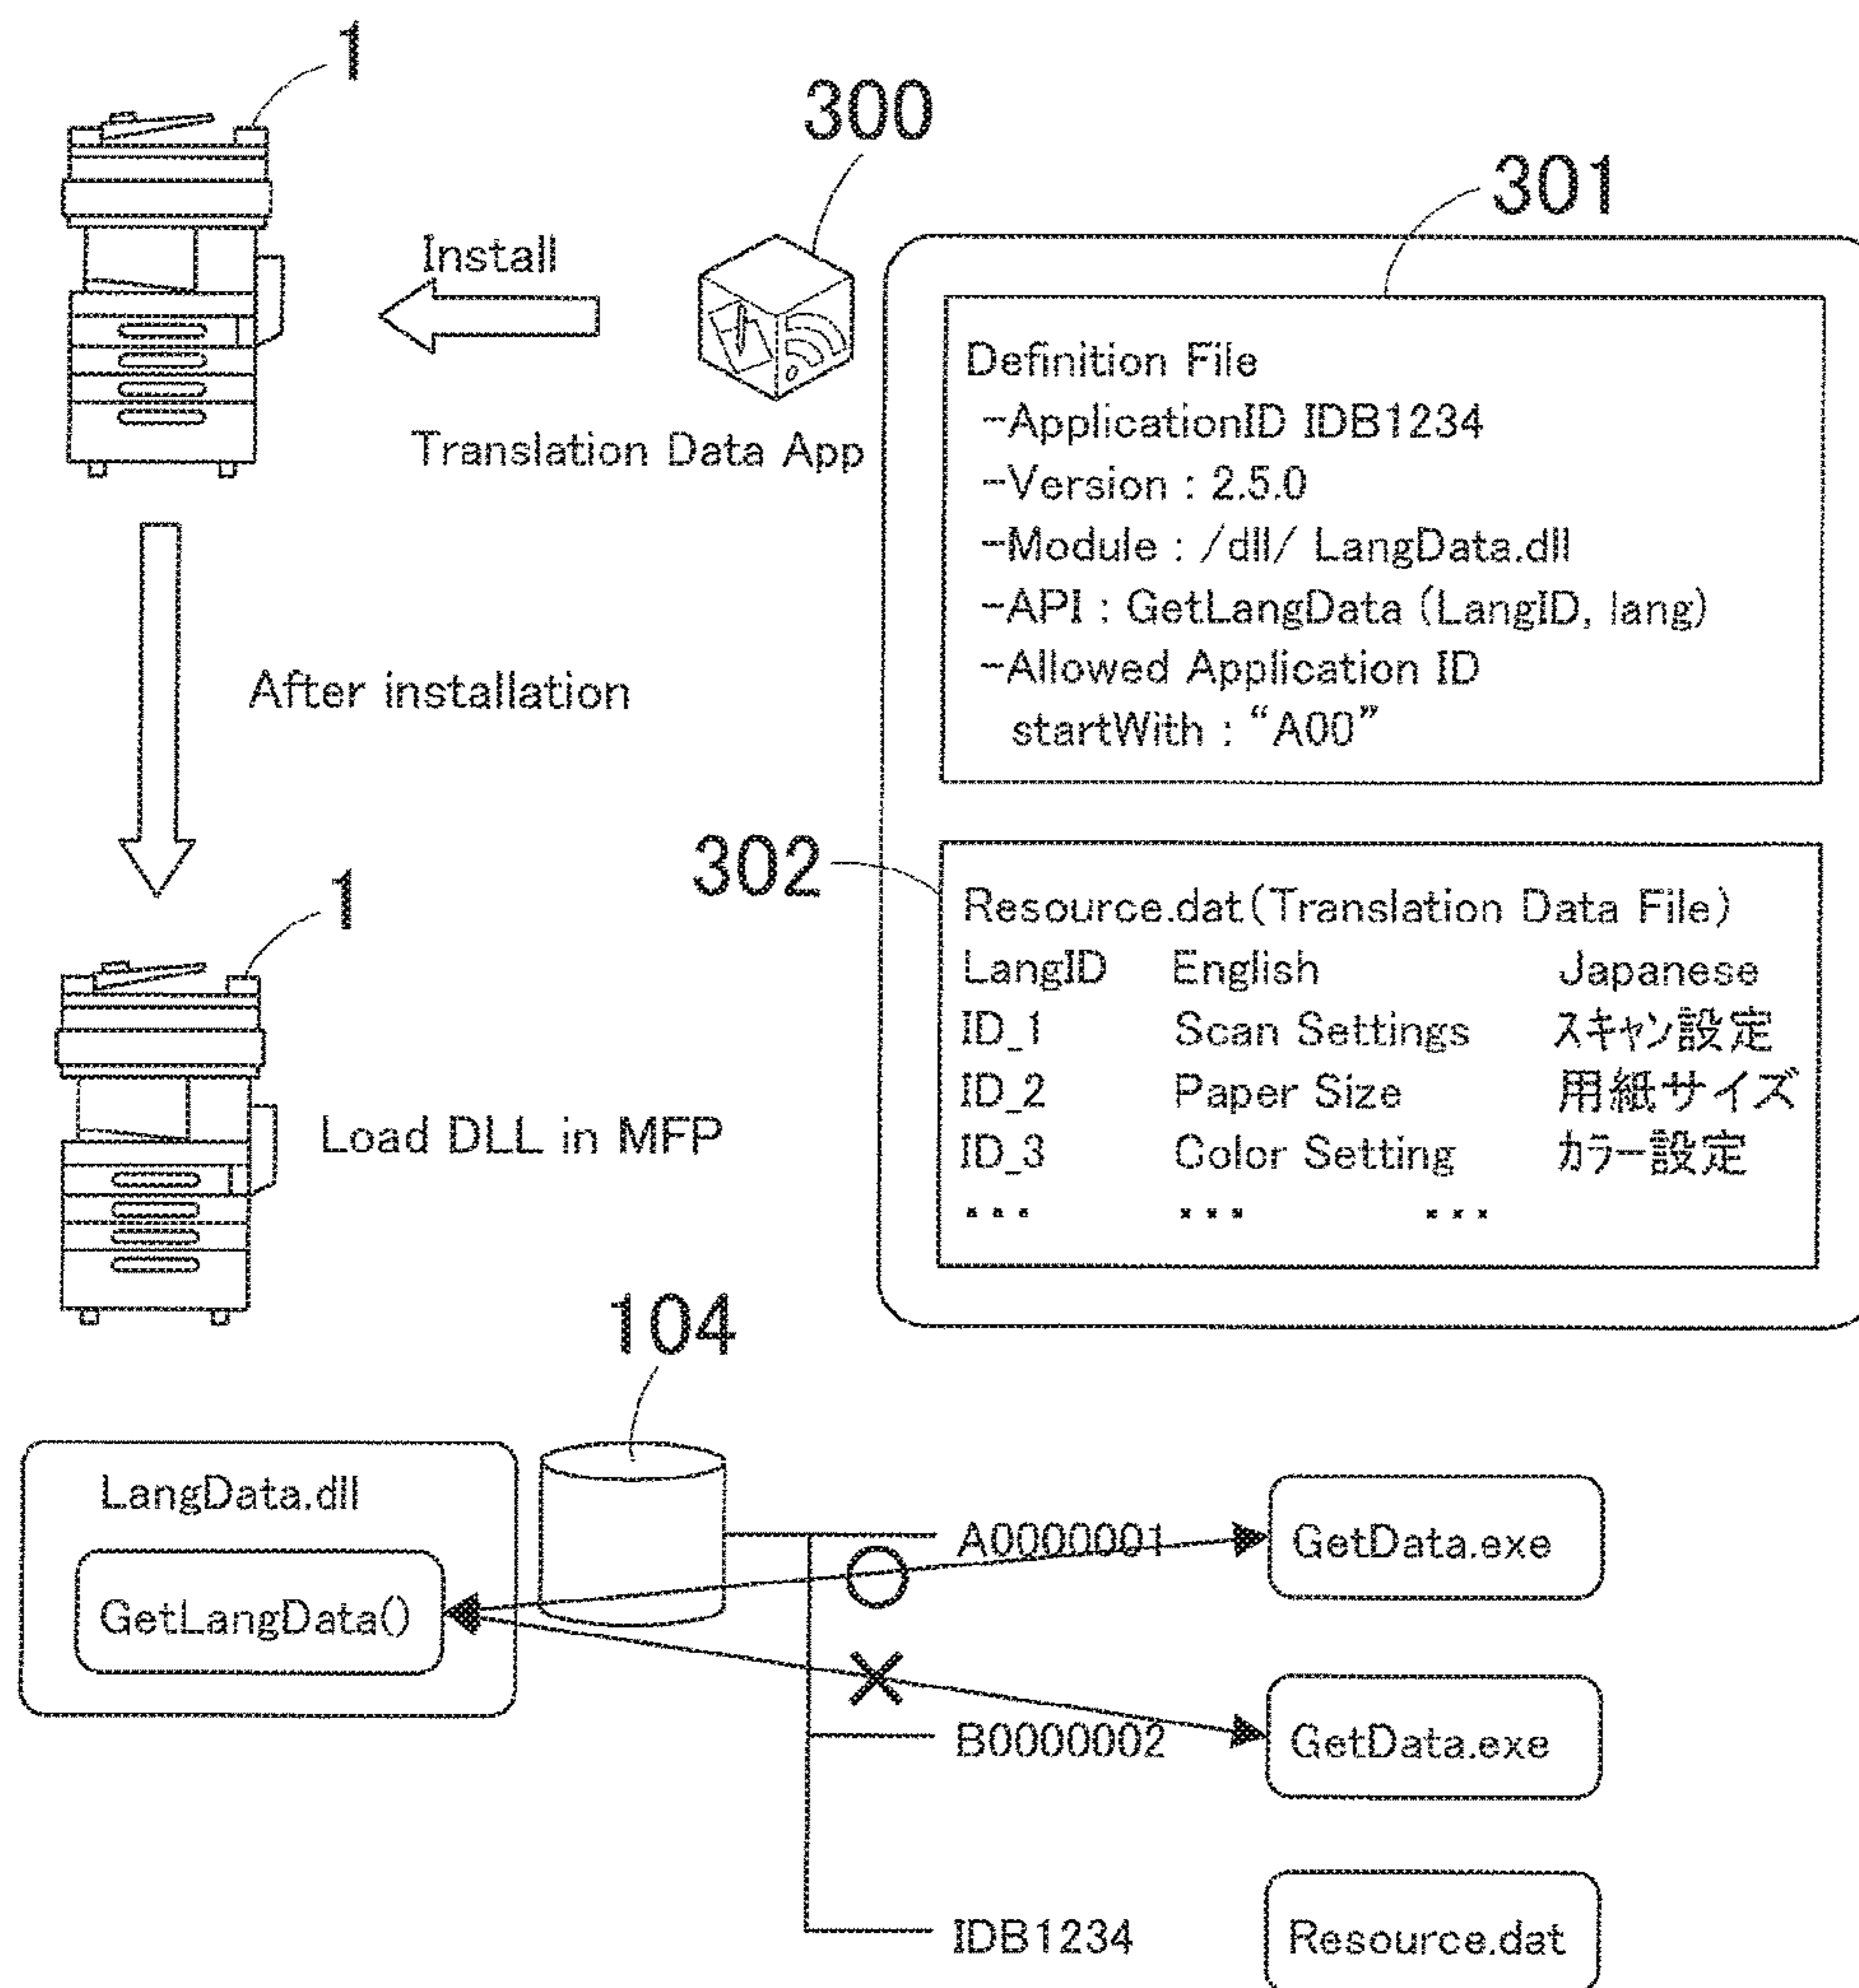 1
300
Install
Translation Data App
301
Definition File
-ApplicationID IDB1234
-Version : 2.5.0
-Module : /dll/ LangData.dll
-API : GetLangData (LangID, lang)
-Allowed Application ID
startWith : “A00”
After installation
302
Resource.dat(Translation Data File)
LangID English Japanese
ID_1 Scan Settings スキャン設定
ID_2 Paper Size 用紙サイズ
ID_3 Color Setting カラー設定
... ... ...
1
Load DLL in MFP
104
LangData.dll
GetLangData()
A0000001
GetData.exe
B0000002
GetData.exe
IDB1234
Resource.dat